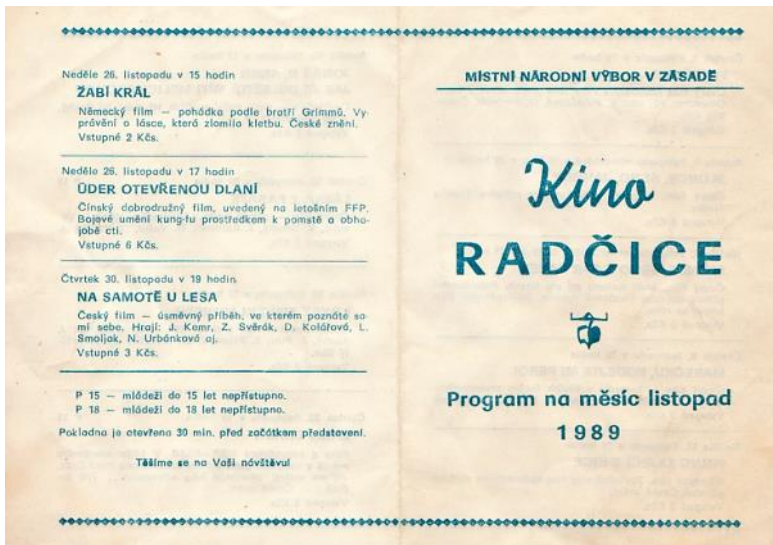 Neděle 26. listopadu v 15 hodin
ŽABÍ KRÁL
Německý film — pohádka podle bratří Grimmů. Vy-
právění o lásce, která zlomila kletbu. České znění.
Vstupné 2 Kčs.
Neděle 26. listopadu v 17 hodin
ÚDER OTEVŘENOU DLANÍ
Čínský dobrodružný film, uvedený na letošním FFP.
Bojové umění kung-fu prostředkem k pomstě a obho-
jobě cti.
Vstupné 6 Kčs.
Čtvrtek 30. listopadu v 19 hodin
NA SAMOTĚ U LESA
Český film — úsměvný příběh, ve kterém poznáte sa-
mi sebe. Hrají: J. Kemr, Z. Svěrák, D. Kolářová, L.
Smoljak, N. Urbánková aj.
Vstupné 3 Kčs.
P 15 — mládeži do 15 let nepřístupno.
P 18 — mládeži do 18 let nepřístupno.
Pokladna je otevřena 30 min. před začátkem představení.
Těšíme se na Vaši návštěvu!
MÍSTNÍ NÁRODNÍ VÝBOR V ZÁSADĚ
Kino
RADČICE
Program na měsíc listopad
1989